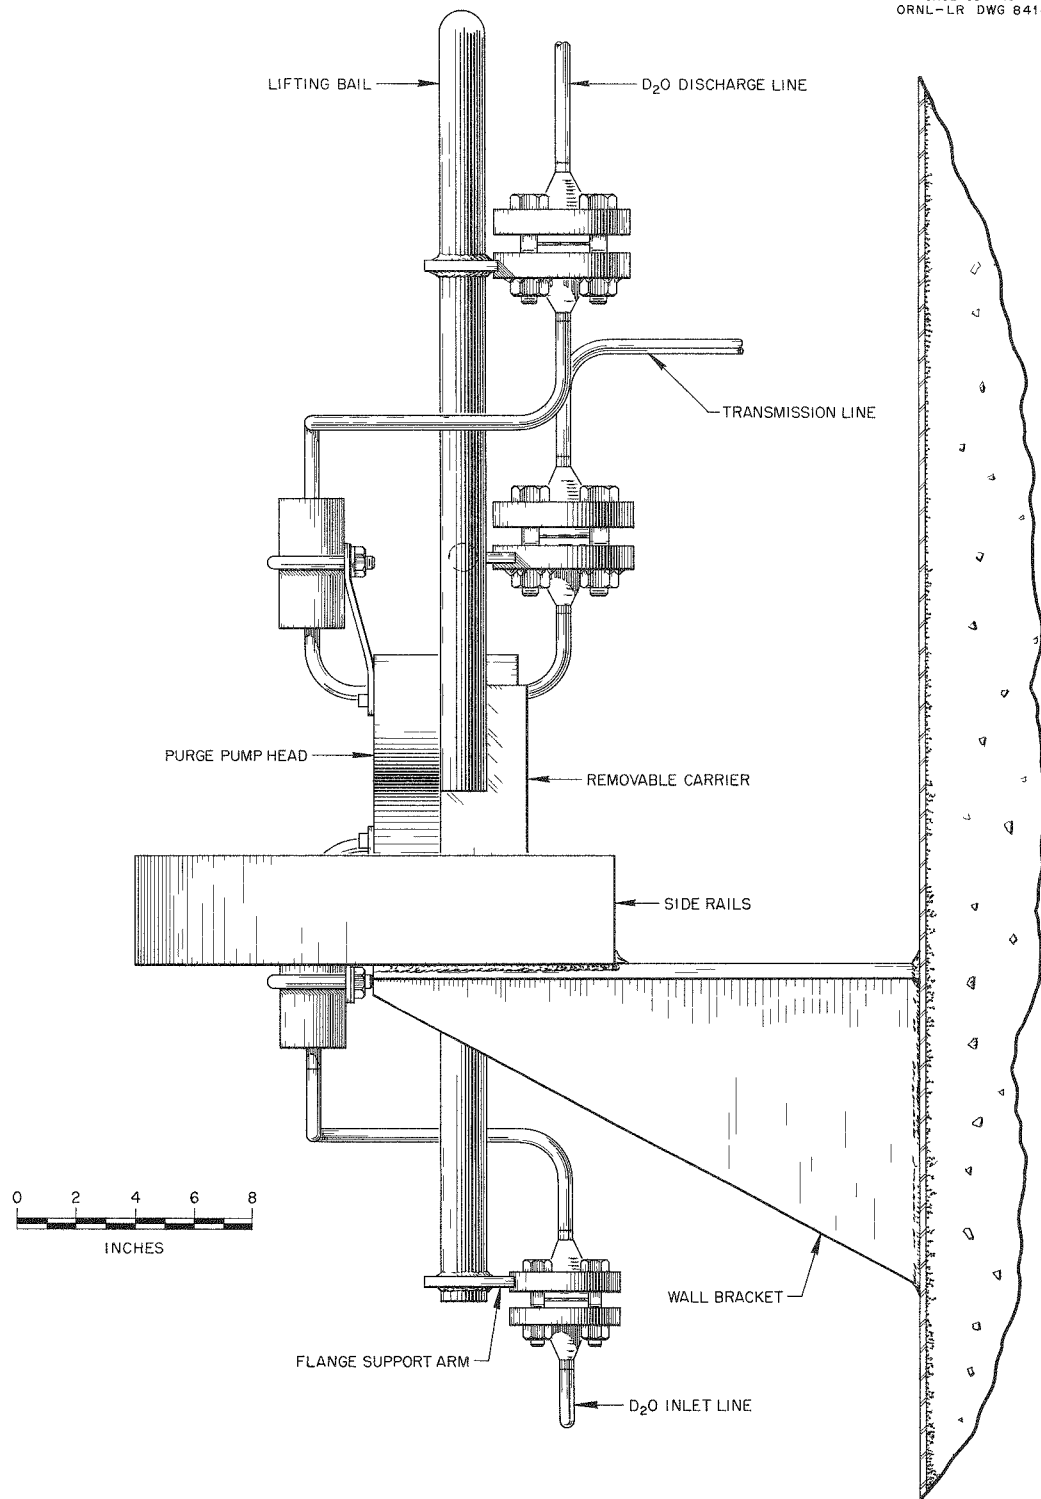 ORNL-LR DWG 841
LIFTING BAIL
D₂O DISCHARGE LINE
TRANSMISSION LINE
PURGE PUMP HEAD
REMOVABLE CARRIER
SIDE RAILS
0 2 4 6 8
INCHES
WALL BRACKET
FLANGE SUPPORT ARM
D₂O INLET LINE